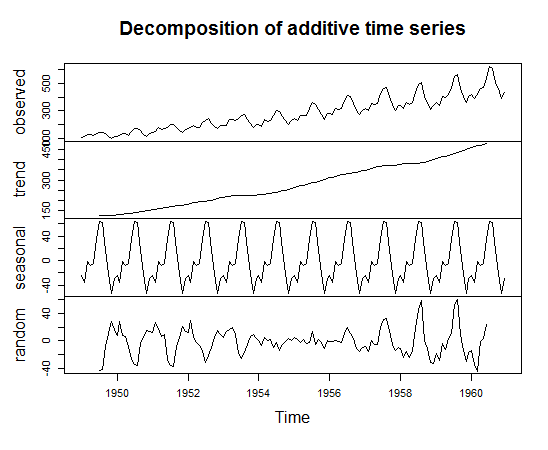 Decomposition of additive time series
observed
500
300
100
trend
450
300
150
seasonal
40
0
-40
random
40
0
-40
1950 1952 1954 1956 1958 1960
Time